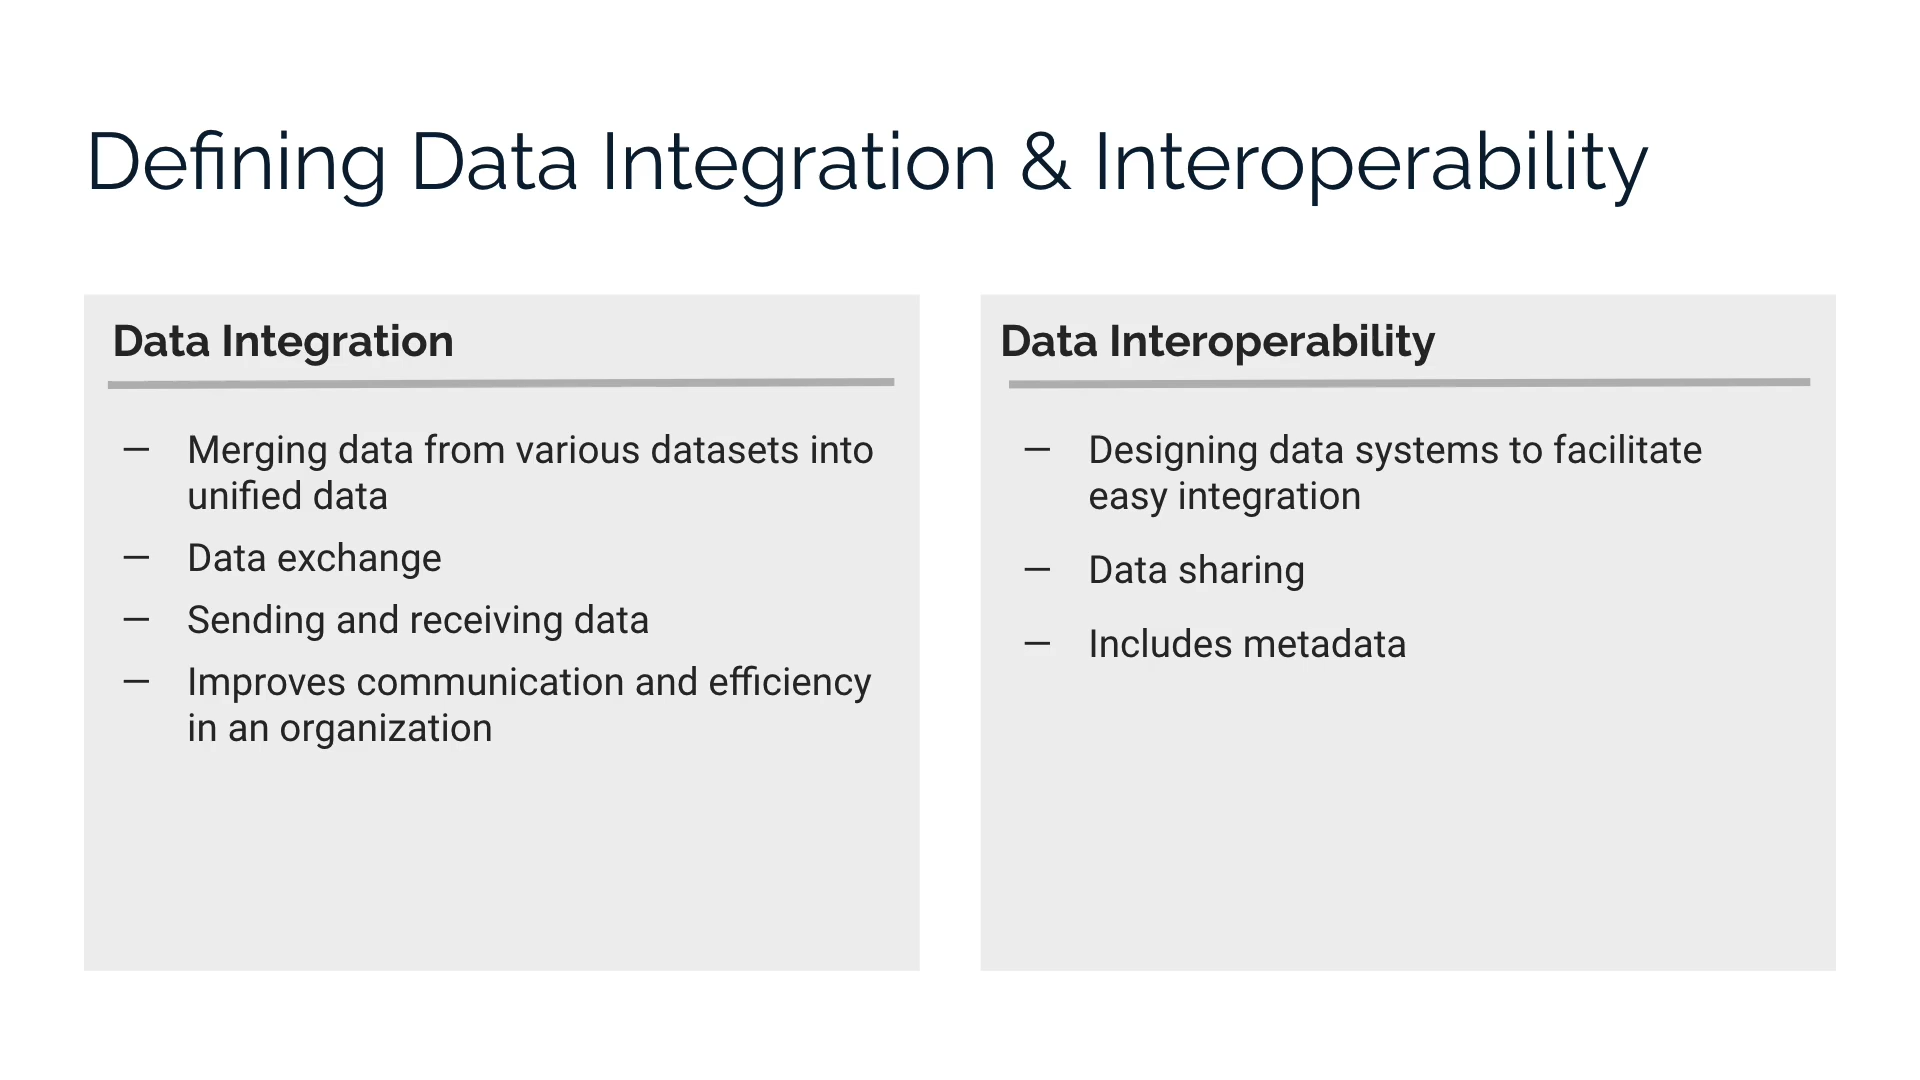 Defining Data Integration & Interoperability
Data Integration
— Merging data from various datasets into
unified data
— Data exchange
— Sending and receiving data
— Improves communication and efficiency
in an organization
Data Interoperability
— Designing data systems to facilitate
easy integration
— Data sharing
— Includes metadata